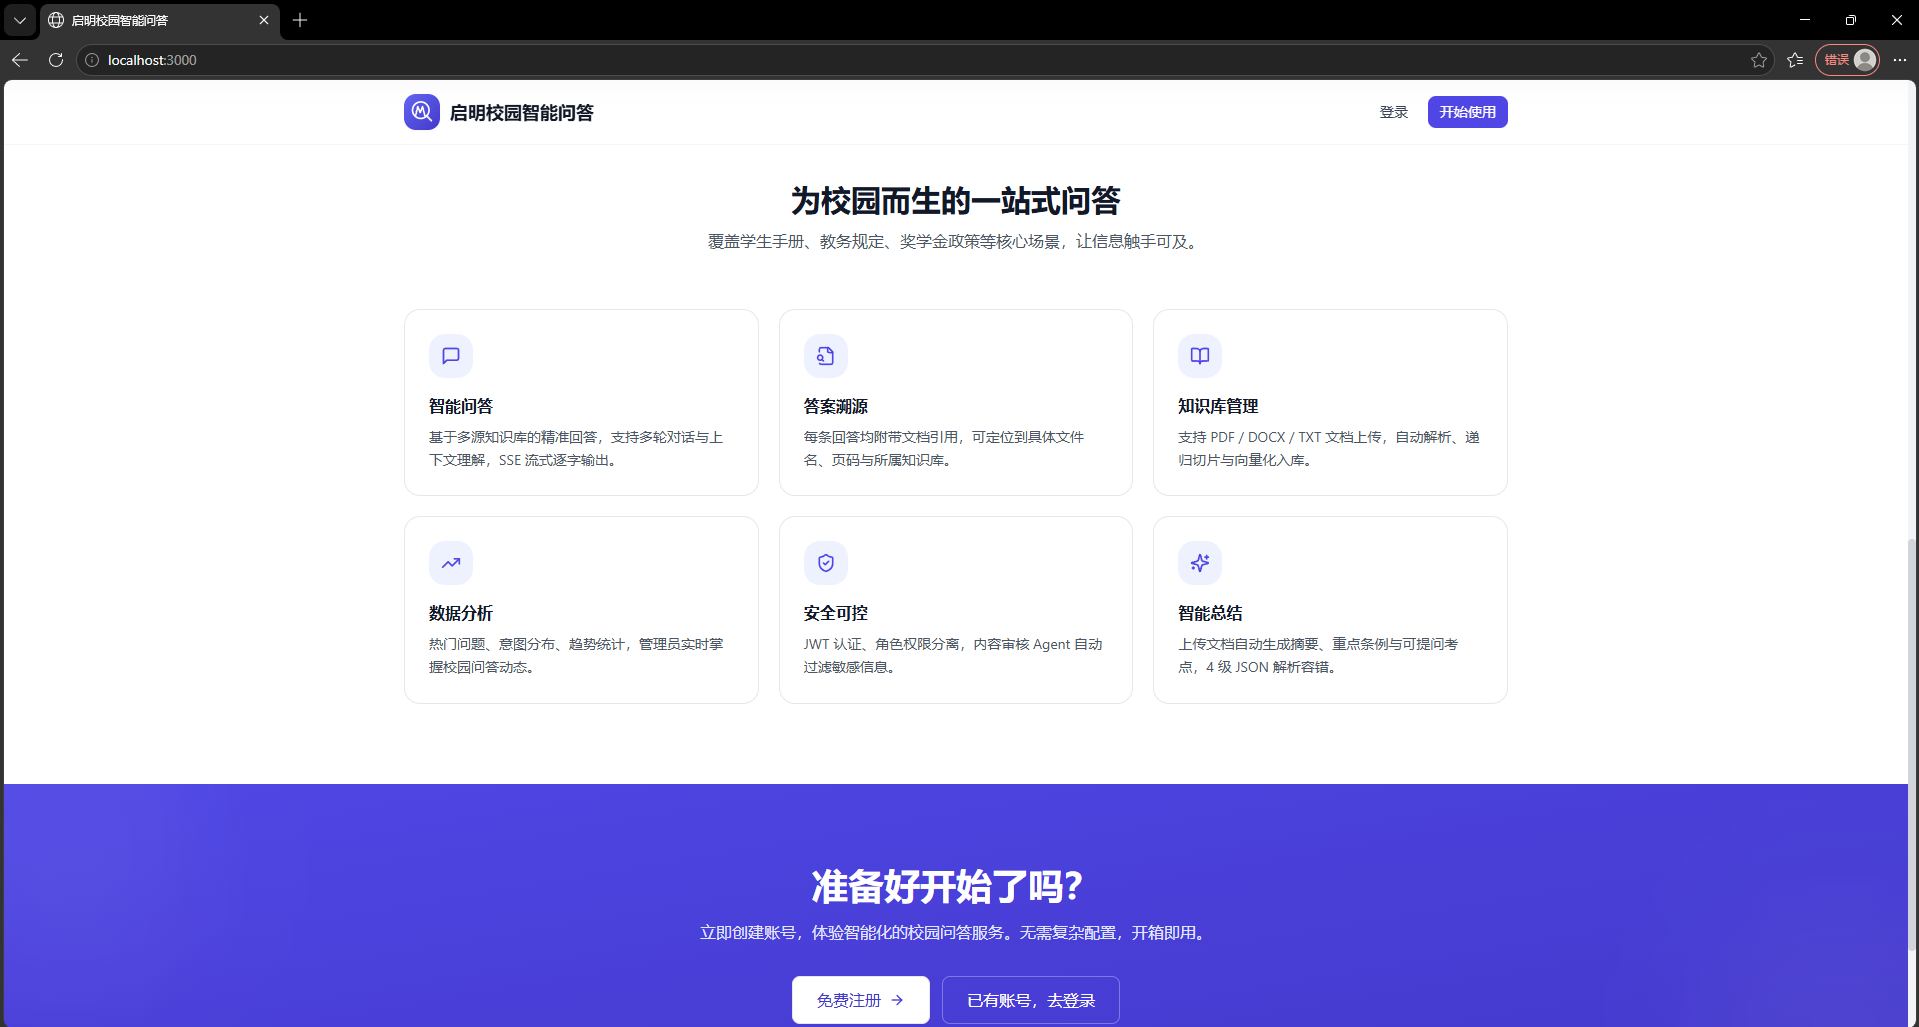 启明校园智能问答
localhost:3000
错误
启明校园智能问答
登录
开始使用
为校园而生的一站式问答
覆盖学生手册、教务规定、奖学金政策等核心场景，让信息触手可及。
智能问答
基于多源知识库的精准回答，支持多轮对话与上
下文理解，SSE 流式逐字输出。
答案溯源
每条回答均附带文档引用，可定位到具体文件
名、页码与所属知识库。
知识库管理
支持 PDF / DOCX / TXT 文档上传，自动解析、递
归切片与向量化入库。
数据分析
热门问题、意图分布、趋势统计，管理员实时掌
握校园问答动态。
安全可控
JWT 认证、角色权限分离，内容审核 Agent 自动
过滤敏感信息。
智能总结
上传文档自动生成摘要、重点条例与可提问考
点，4 级 JSON 解析容错。
准备好开始了吗？
立即创建账号，体验智能化的校园问答服务。无需复杂配置，开箱即用。
免费注册 →
已有账号，去登录